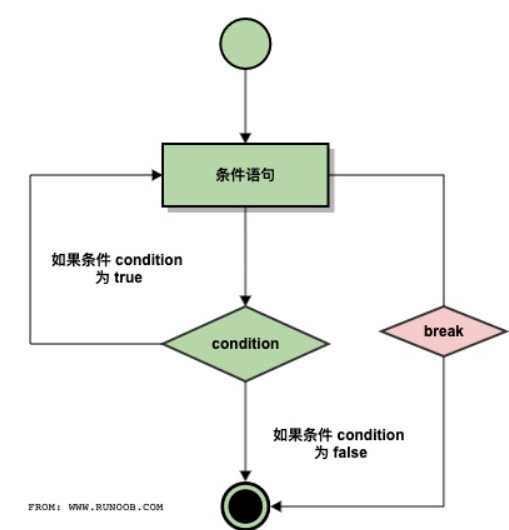 条件语句
如果条件 condition
为 true
condition
break
如果条件 condition
为 false
FROM: WWW.RUNOOB.COM